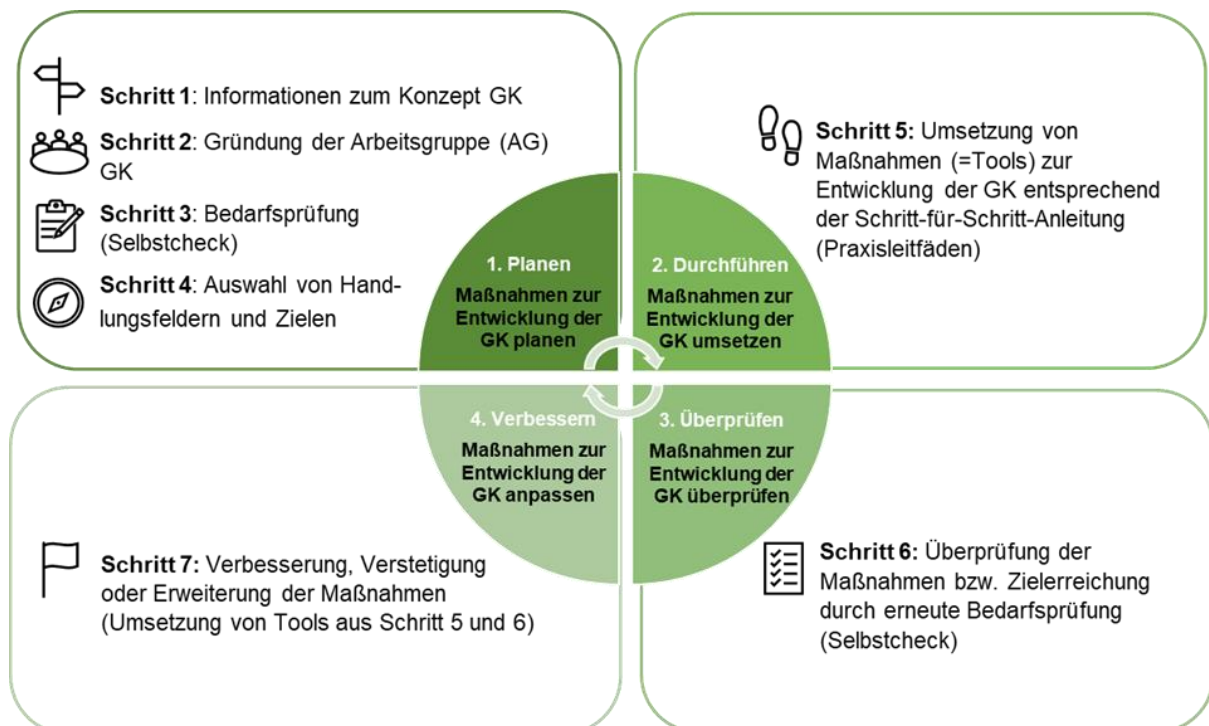 Schritt 1: Informationen zum Konzept GK
Schritt 2: Gründung der Arbeitsgruppe (AG)
GK
Schritt 3: Bedarfsprüfung
(Selbstcheck)
Schritt 4: Auswahl von Hand-
lungsfeldern und Zielen
1. Planen
Maßnahmen zur
Entwicklung der
GK planen
Schritt 5: Umsetzung von
Maßnahmen (=Tools) zur
Entwicklung der GK entsprechend
der Schritt-für-Schritt-Anleitung
(Praxisleitfäden)
2. Durchführen
Maßnahmen zur
Entwicklung der
GK umsetzen
3. Überprüfen
Maßnahmen zur
Entwicklung der
GK überprüfen
Schritt 6: Überprüfung der
Maßnahmen bzw. Zielerreichung
durch erneute Bedarfsprüfung
(Selbstcheck)
4. Verbessern
Maßnahmen zur
Entwicklung der
GK anpassen
Schritt 7: Verbesserung, Verstetigung
oder Erweiterung der Maßnahmen
(Umsetzung von Tools aus Schritt 5 und 6)